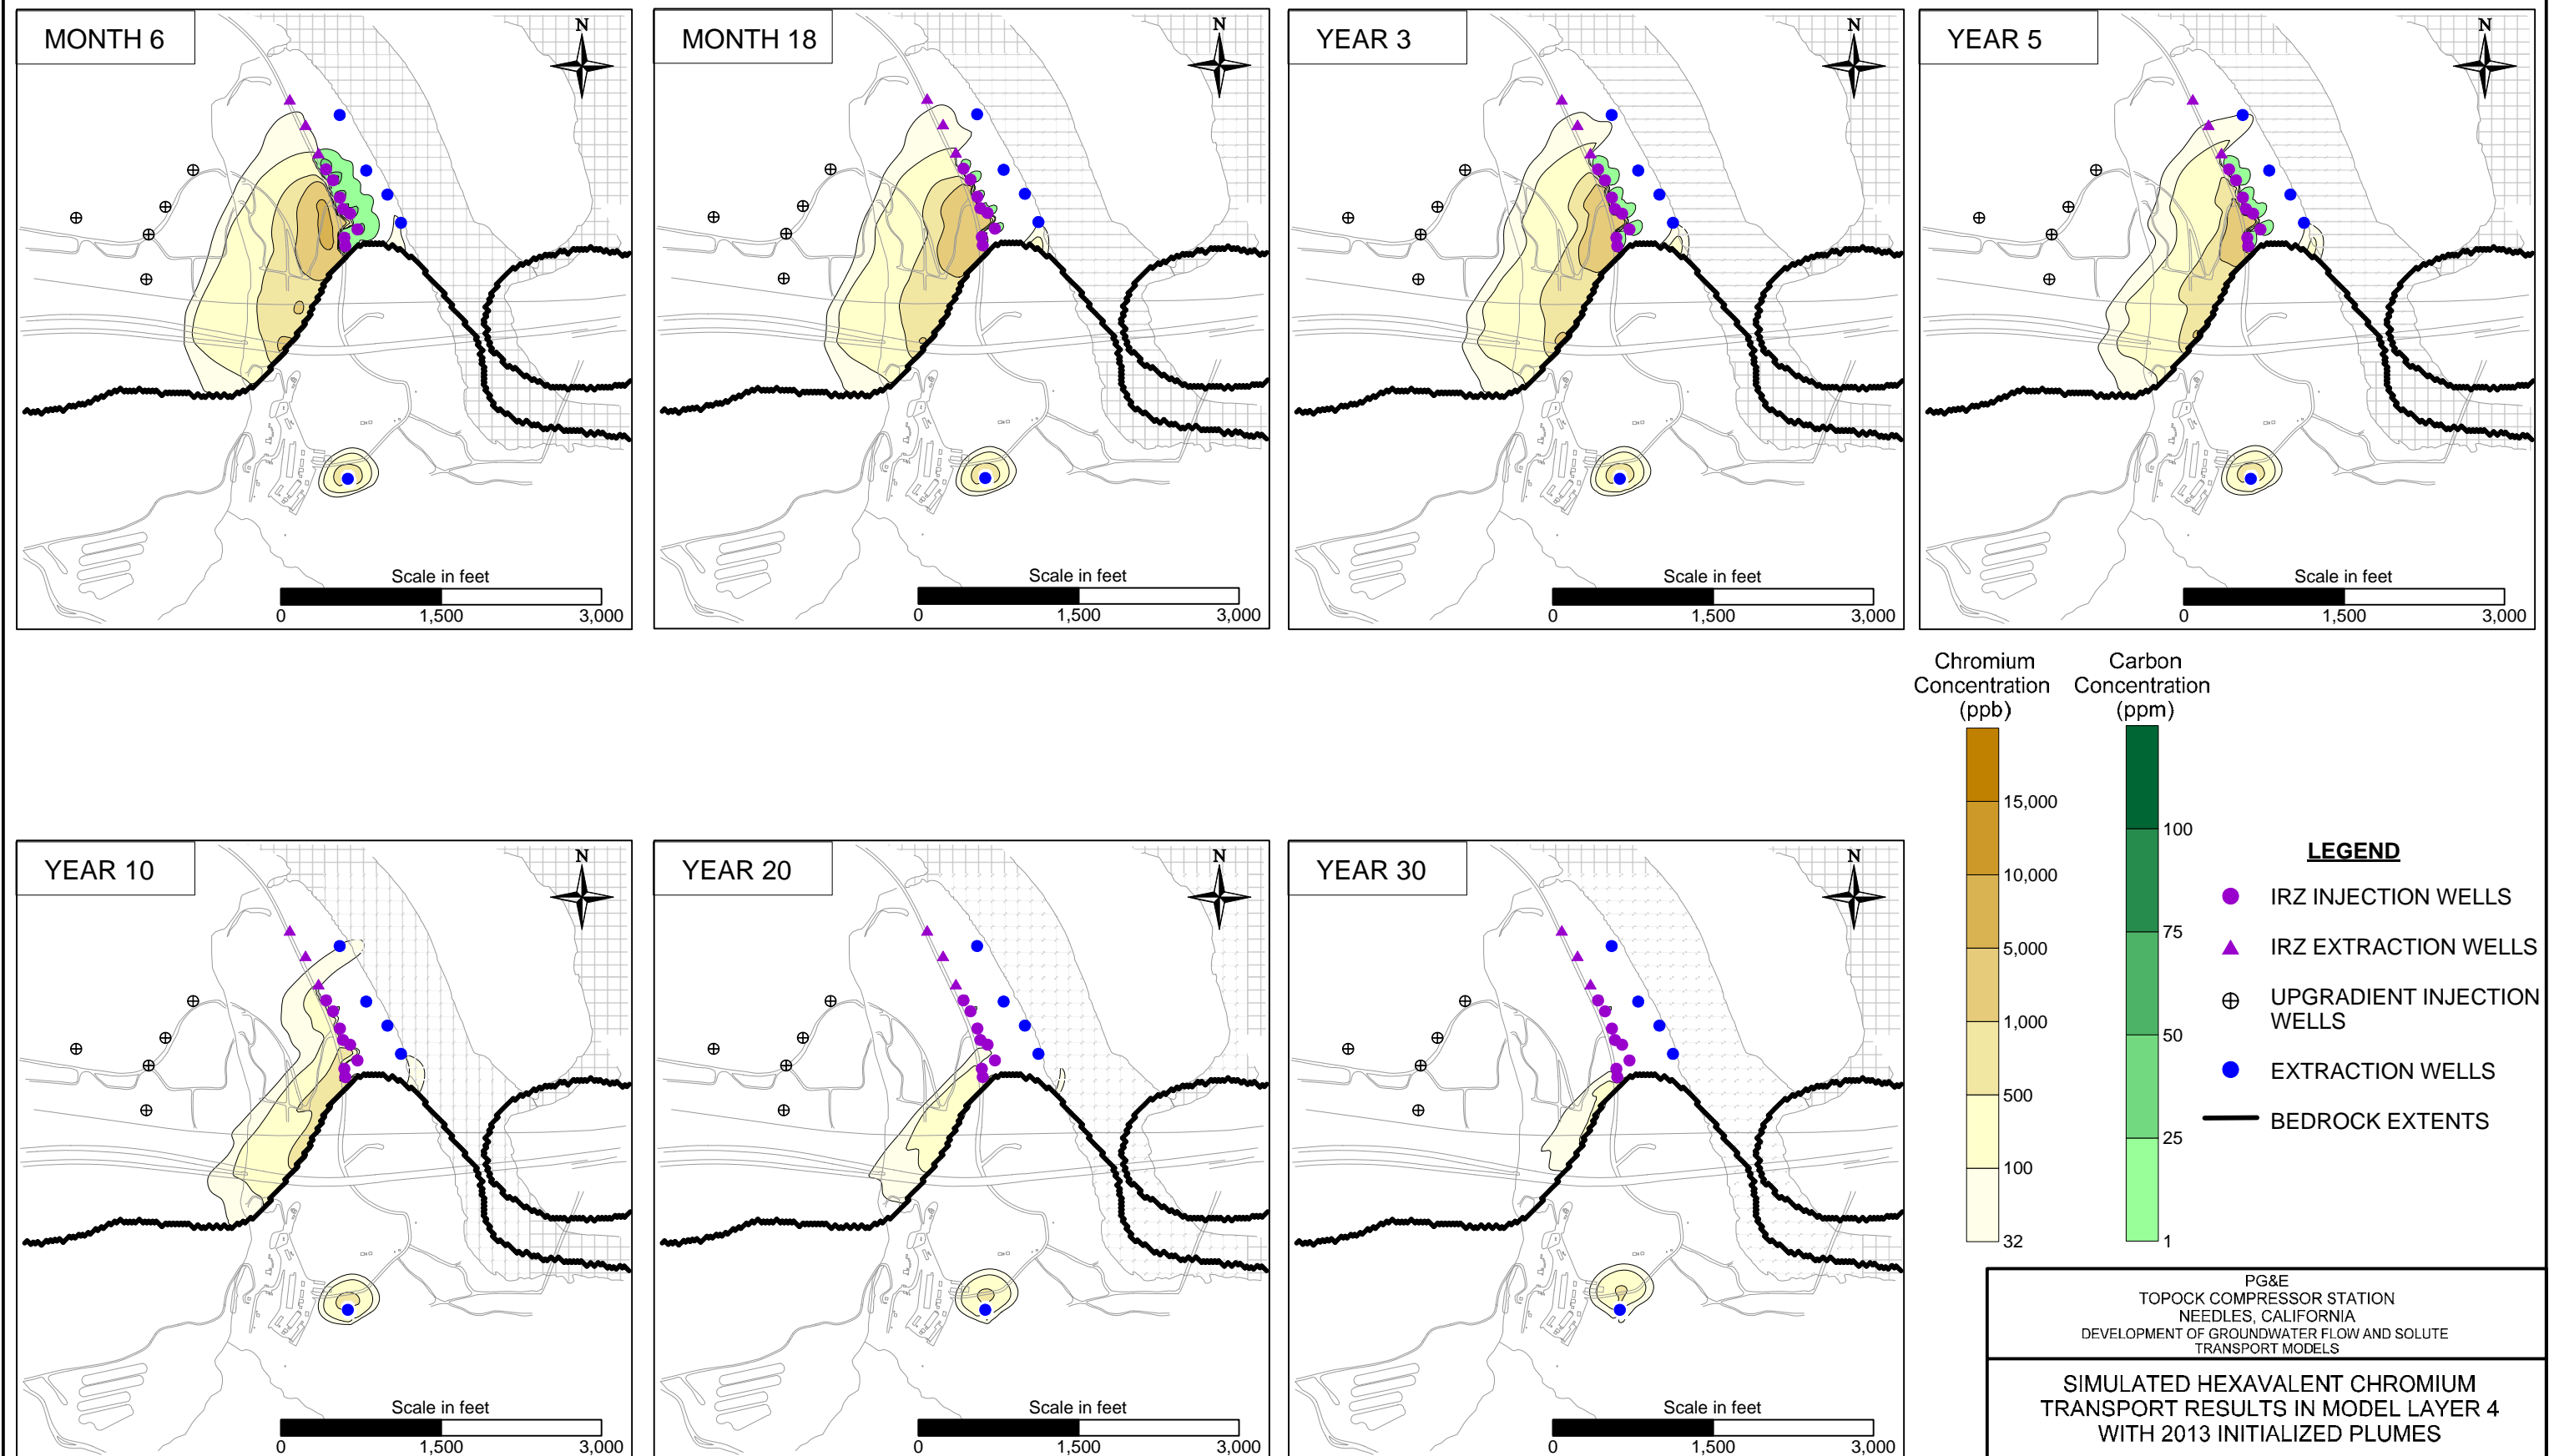 MONTH 6
N
Scale in feet
0 1,500 3,000
MONTH 18
N
Scale in feet
0 1,500 3,000
YEAR 3
N
Scale in feet
0 1,500 3,000
YEAR 5
N
Scale in feet
0 1,500 3,000
YEAR 10
N
Scale in feet
0 1,500 3,000
YEAR 20
N
Scale in feet
0 1,500 3,000
YEAR 30
N
Scale in feet
0 1,500 3,000
Chromium
Concentration
(ppb)
15,000
10,000
5,000
1,000
500
100
32
Carbon
Concentration
(ppm)
100
75
50
25
1
LEGEND
IRZ INJECTION WELLS
IRZ EXTRACTION WELLS
UPGRADIENT INJECTION
WELLS
EXTRACTION WELLS
BEDROCK EXTENTS
PG&E
TOPOCK COMPRESSOR STATION
NEEDLES, CALIFORNIA
DEVELOPMENT OF GROUNDWATER FLOW AND SOLUTE
TRANSPORT MODELS
SIMULATED HEXAVALENT CHROMIUM
TRANSPORT RESULTS IN MODEL LAYER 4
WITH 2013 INITIALIZED PLUMES